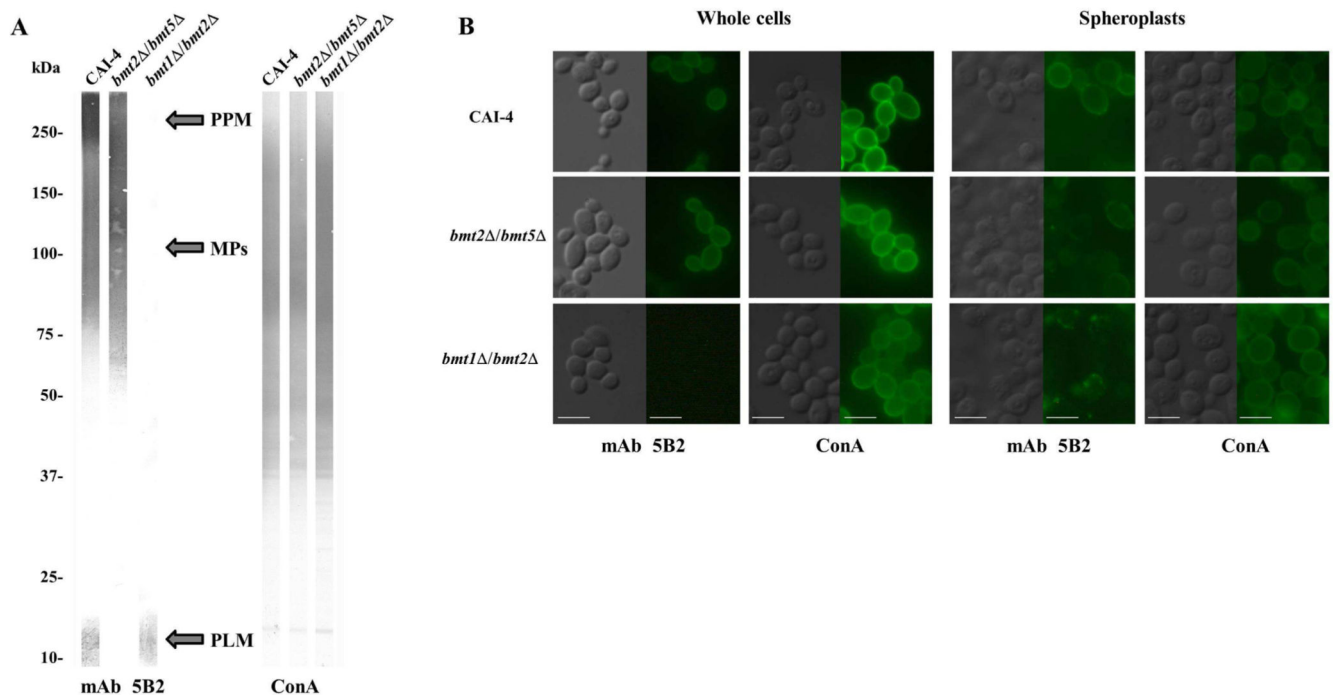 A
kDa
CAI-4
bmt2Δ/bmt5Δ
bmt1Δ/bmt2Δ
CAI-4
bmt2Δ/bmt5Δ
bmt1Δ/bmt2Δ
250-
150-
100-
75 -
50-
37-
25-
10-
PPM
MPs
PLM
mAb 5B2
ConA
B
Whole cells
Spheroplasts
CAI-4
bmt2Δ/bmt5Δ
bmt1Δ/bmt2Δ
mAb 5B2
ConA
mAb 5B2
ConA